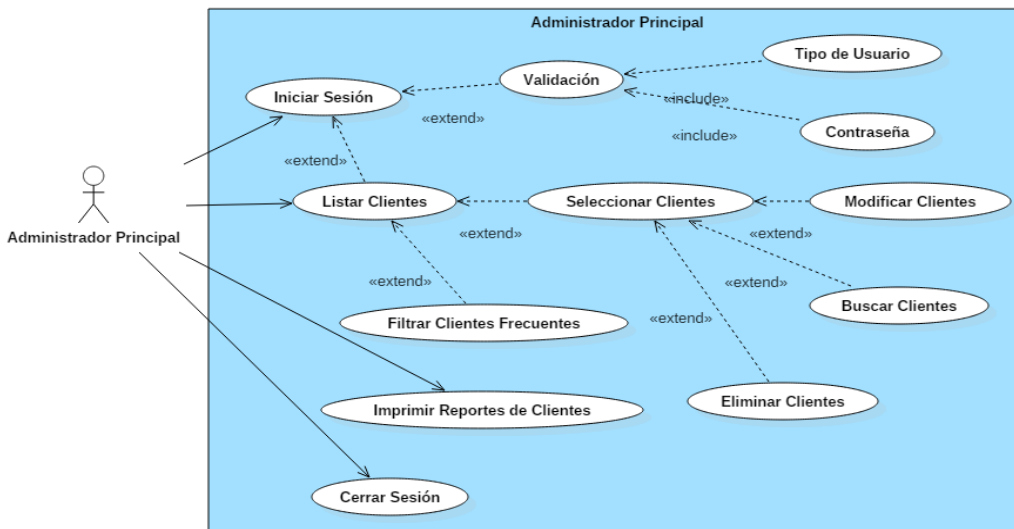 Administrador Principal
Tipo de Usuario
Validación
Iniciar Sesión
«include»
«extend»
Contraseña
«include»
«extend»
Listar Clientes
Seleccionar Clientes
Modificar Clientes
Administrador Principal
«extend»
«extend»
«extend»
«extend»
Buscar Clientes
«extend»
Filtrar Clientes Frecuentes
Eliminar Clientes
Imprimir Reportes de Clientes
Cerrar Sesión